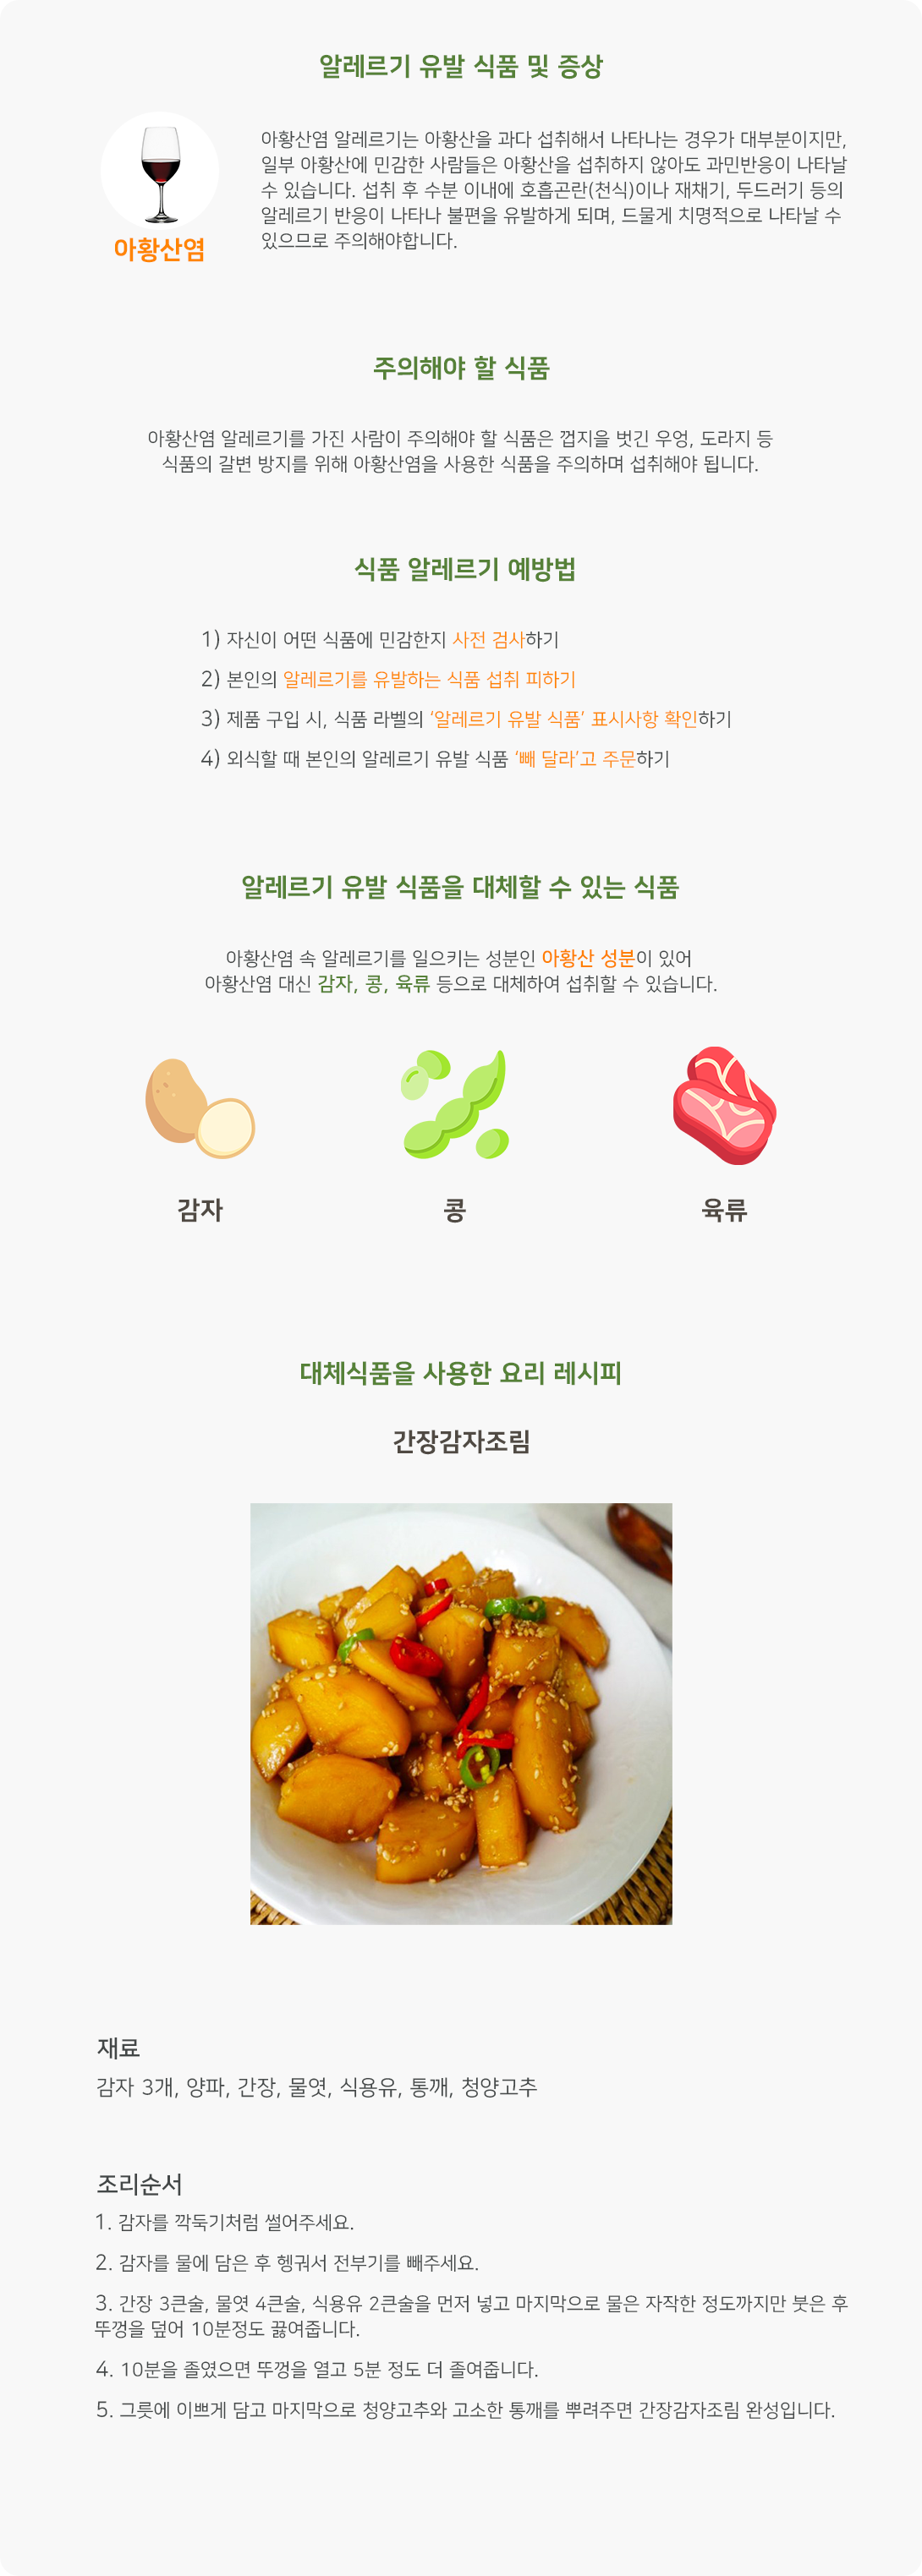 알레르기 유발 식품 및 증상
아황산염
아황산염 알레르기는 아황산을 과다 섭취해서 나타나는 경우가 대부분이지만,
일부 아황산에 민감한 사람들은 아황산을 섭취하지 않아도 과민반응이 나타날
수 있습니다. 섭취 후 수분 이내에 호흡곤란(천식)이나 재채기, 두드러기 등의
알레르기 반응이 나타나 불편을 유발하게 되며, 드물게 치명적으로 나타날 수
있으므로 주의해야합니다.
주의해야 할 식품
아황산염 알레르기를 가진 사람이 주의해야 할 식품은 껍지을 벗긴 우엉, 도라지 등
식품의 갈변 방지를 위해 아황산염을 사용한 식품을 주의하며 섭취해야 됩니다.
식품 알레르기 예방법
1) 자신이 어떤 식품에 민감한지 사전 검사하기
2) 본인의 알레르기를 유발하는 식품 섭취 피하기
3) 제품 구입 시, 식품 라벨의 ‘알레르기 유발 식품’ 표시사항 확인하기
4) 외식할 때 본인의 알레르기 유발 식품 ‘빼 달라’고 주문하기
알레르기 유발 식품을 대체할 수 있는 식품
아황산염 속 알레르기를 일으키는 성분인 아황산 성분이 있어
아황산염 대신 감자, 콩, 육류 등으로 대체하여 섭취할 수 있습니다.
감자 콩 육류
대체식품을 사용한 요리 레시피
간장감자조림
재료
감자 3개, 양파, 간장, 물엿, 식용유, 통깨, 청양고추
조리순서
1. 감자를 깍둑기처럼 썰어주세요.
2. 감자를 물에 담은 후 헹궈서 전부기를 빼주세요.
3. 간장 3큰술, 물엿 4큰술, 식용유 2큰술을 먼저 넣고 마지막으로 물은 자작한 정도까지만 붓은 후
뚜껑을 덮어 10분정도 끓여줍니다.
4. 10분을 졸였으면 뚜껑을 열고 5분 정도 더 졸여줍니다.
5. 그릇에 이쁘게 담고 마지막으로 청양고추와 고소한 통깨를 뿌려주면 간장감자조림 완성입니다.